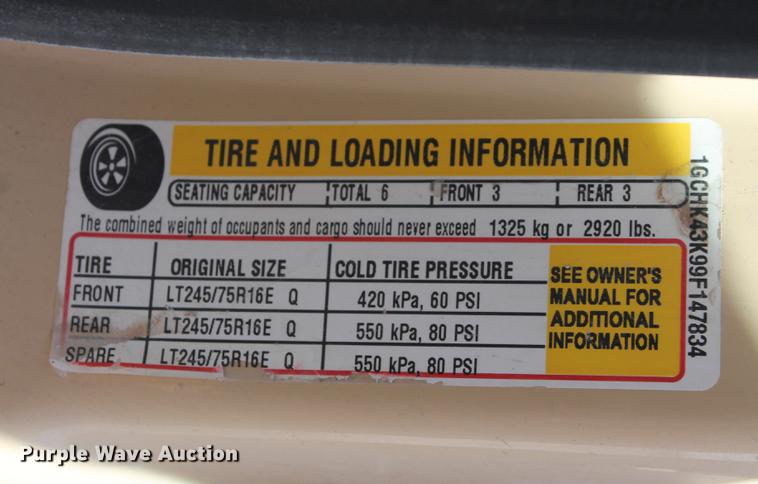 TIRE AND LOADING INFORMATION
SEATING CAPACITY TOTAL 6 FRONT 3 REAR 3
The combined weight of occupants and cargo should never exceed 1325 kg or 2920 lbs.
TIRE ORIGINAL SIZE COLD TIRE PRESSURE
FRONT LT245/75R16E Q 420 kPa, 60 PSI
REAR LT245/75R16E Q 550 kPa, 80 PSI
SPARE LT245/75R16E Q 550 kPa, 80 PSI
SEE OWNER'S
MANUAL FOR
ADDITIONAL
INFORMATION
1GCHK43K99F147834
Purple Wave Auction